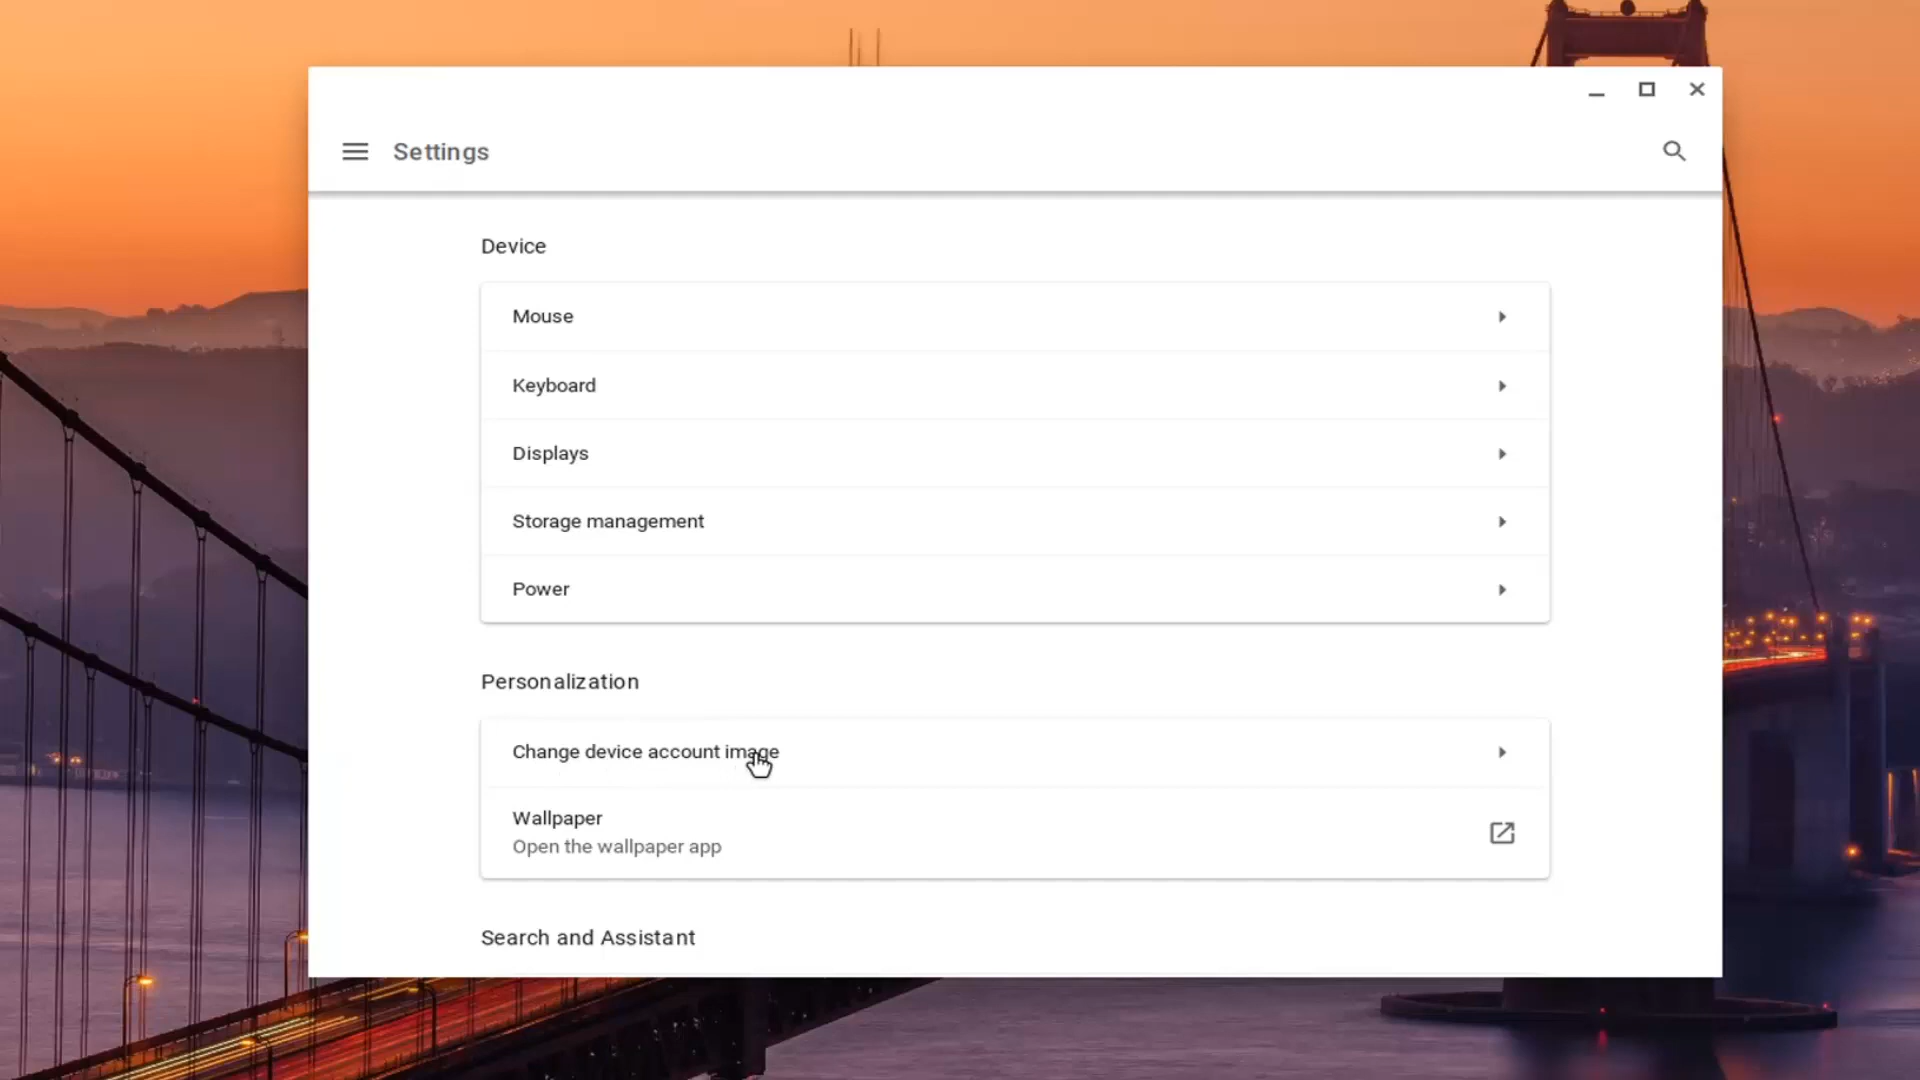 Settings
Device
Mouse
Keyboard
Displays
Storage management
Power
Personalization
Change device account image
Wallpaper
Open the wallpaper app
Search and Assistant